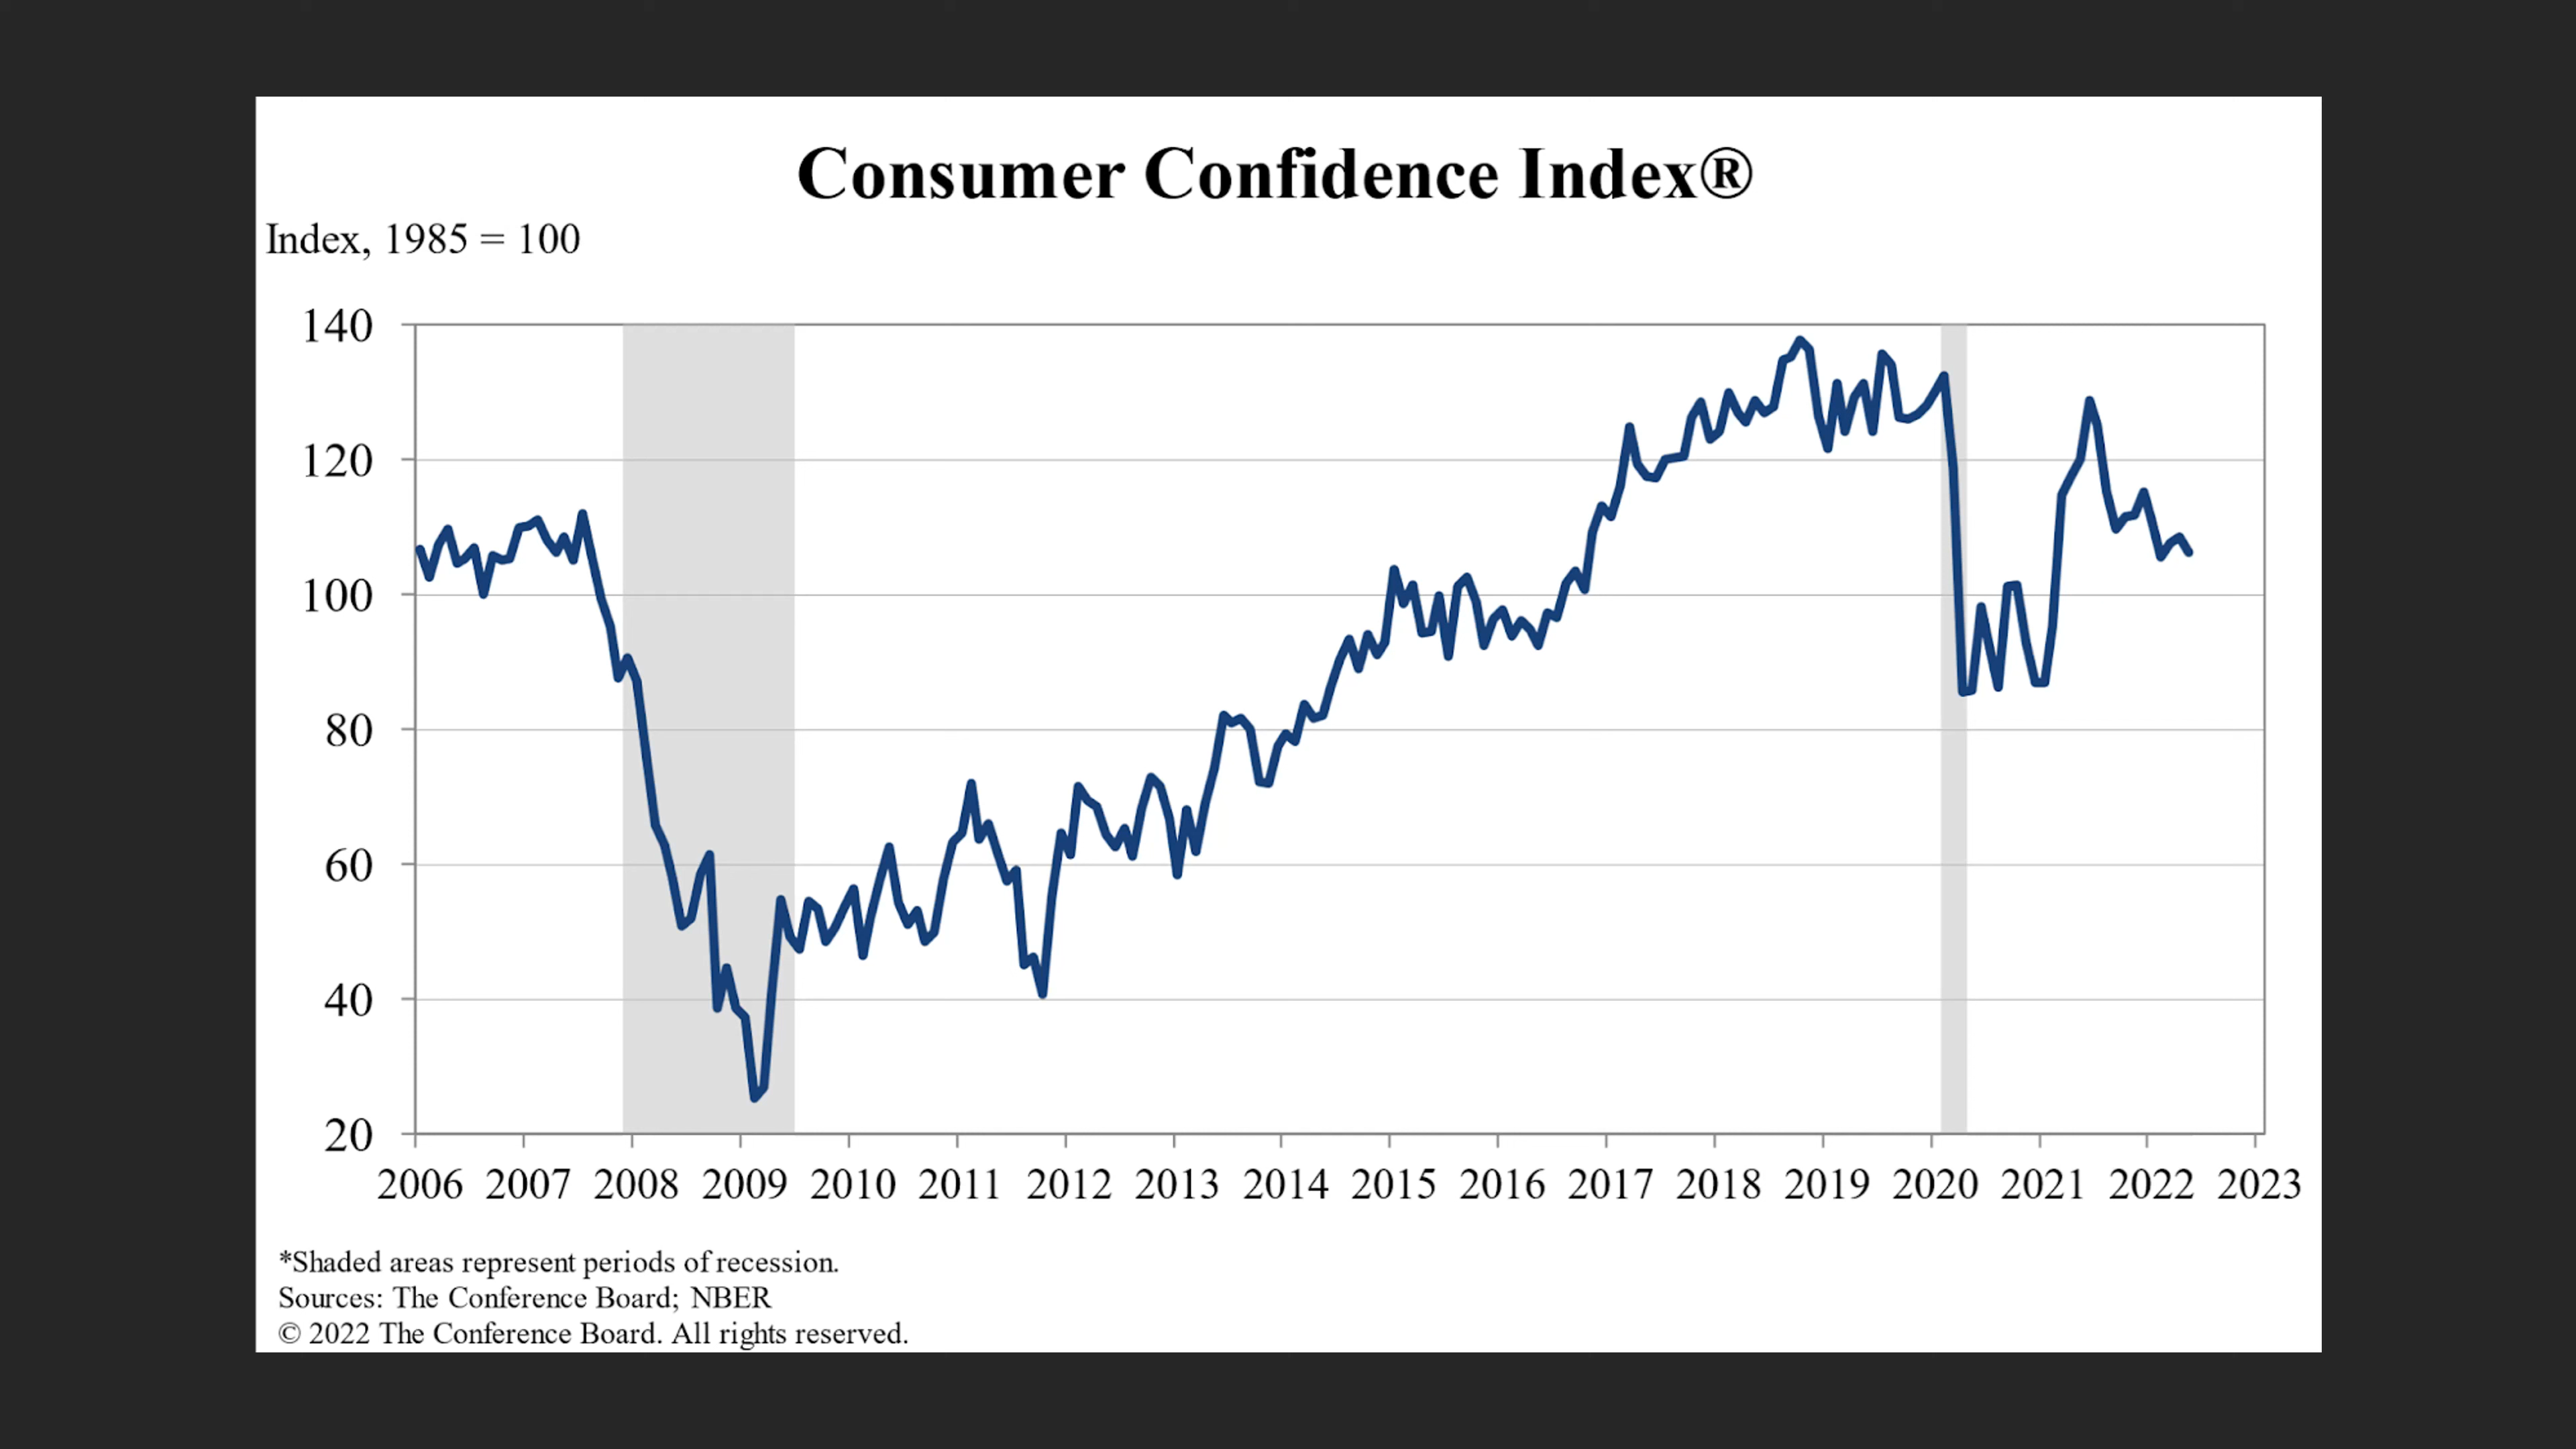 Consumer Confidence Index®
Index, 1985 = 100
140
120
100
80
60
40
20
2006 2007 2008 2009 2010 2011 2012 2013 2014 2015 2016 2017 2018 2019 2020 2021 2022 2023
*Shaded areas represent periods of recession.
Sources: The Conference Board; NBER
© 2022 The Conference Board. All rights reserved.